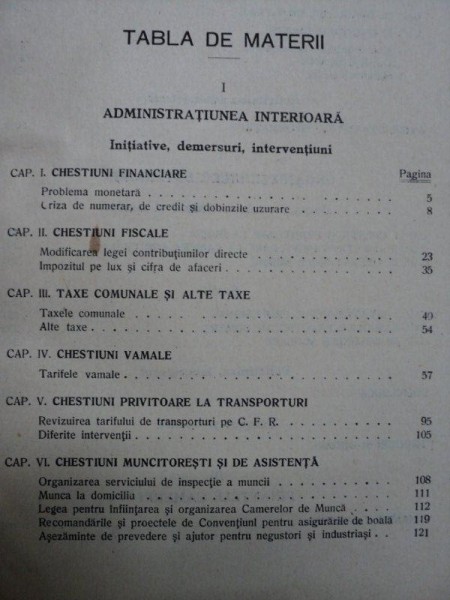 TABLA DE MATERII
I
ADMINISTRAȚIUNEA INTERIOARĂ
Inițiative, demersuri, intervențiuni
CAP. I. CHESTIUNI FINANCIARE Pagina
Problema monetară . . . . . . . . . . . . . . . . . 5
Criza de numerar, de credit și dobinzile uzurare . . . . . . . 8
CAP. II. CHESTIUNI FISCALE
Modificarea legei contribuțiunilor directe . . . . . . . . . 23
Impozitul pe lux și cifra de afaceri . . . . . . . . . . . 35
CAP. III. TAXE COMUNALE ȘI ALTE TAXE
Taxele comunale . . . . . . . . . . . . . . . . . 49
Alte taxe . . . . . . . . . . . . . . . . . . . . 54
CAP. IV. CHESTIUNI VAMALE
Tarifele vamale . . . . . . . . . . . . . . . . . . 57
CAP. V. CHESTIUNI PRIVITOARE LA TRANSPORTURI
Revizuirea tarifului de transporturi pe C. F. R. . . . . . . . 95
Diferite intervenții . . . . . . . . . . . . . . . . 105
CAP. VI. CHESTIUNI MUNCITOREȘTI ȘI DE ASISTENȚĂ
Organizarea serviciului de inspecție a muncii . . . . . . . . 108
Munca la domiciliu . . . . . . . . . . . . . . . . 111
Legea pentru înființarea și organizarea Camerelor de Muncă . . . . 112
Recomandările și proectele de Convențiuni pentru asigurările de boală 119
Așezăminte de prevedere și ajutor pentru negustori și industriași . . 121